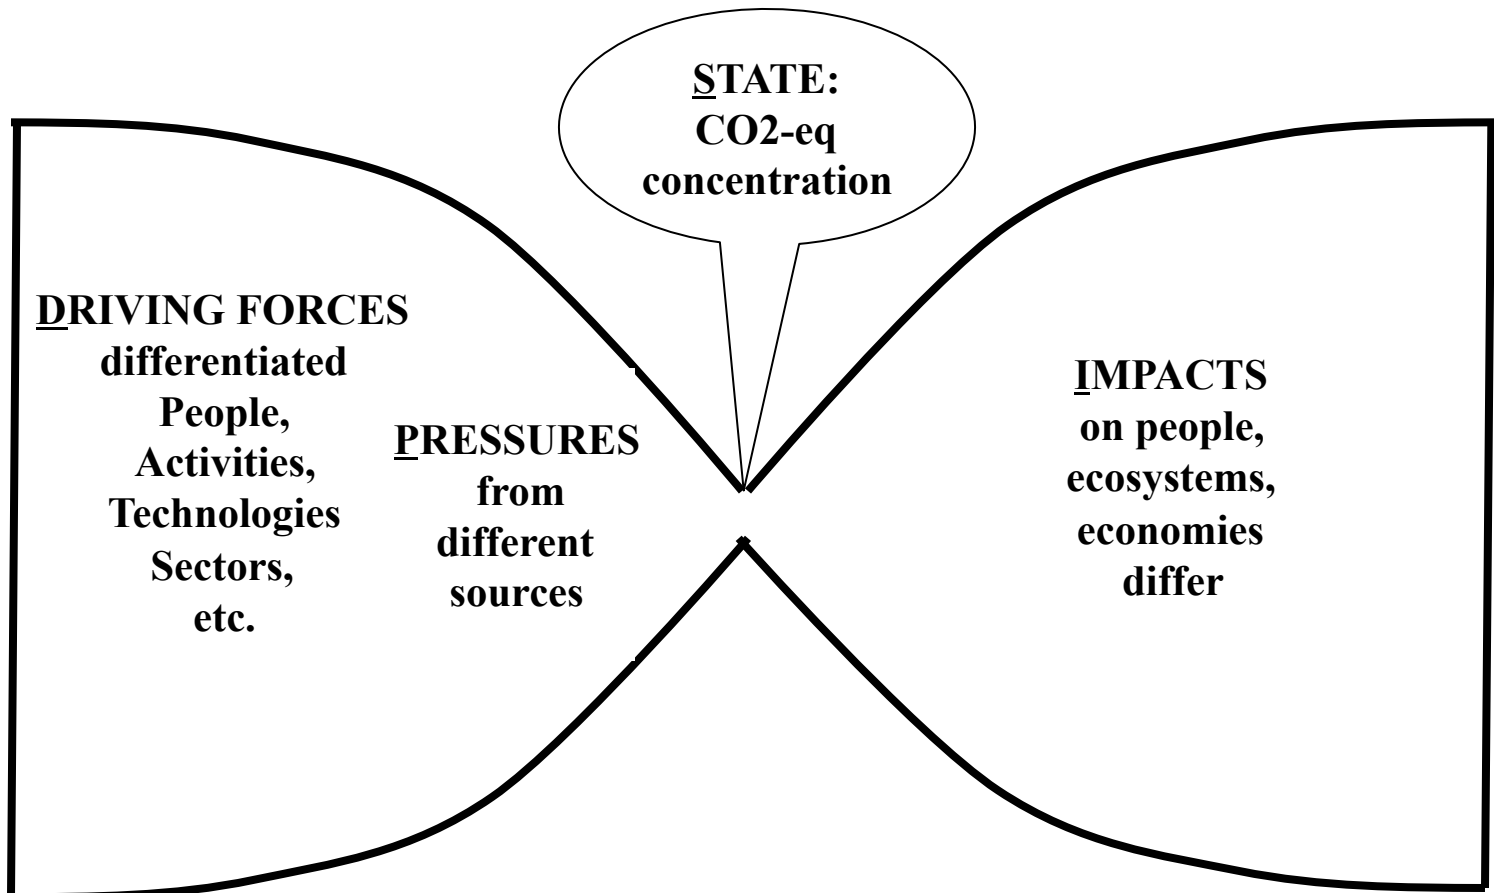 STATE:
CO2-eq
concentration
DRIVING FORCES
differentiated
People,
Activities,
Technologies
Sectors,
etc.
PRESSURES
from
different
sources
IMPACTS
on people,
ecosystems,
economies
differ